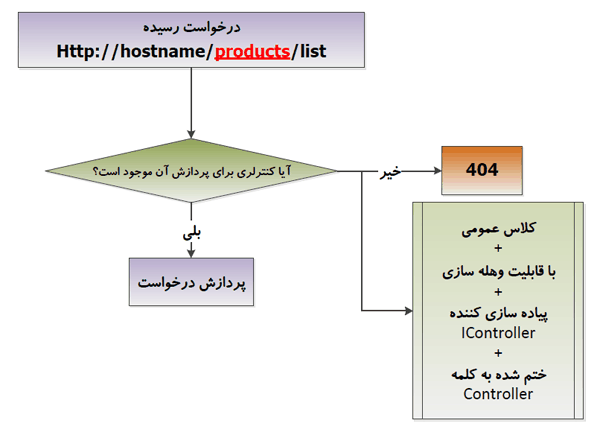 درخواست رسیده
Http://hostname/products/list
آیا کنترلری برای پردازش آن موجود است؟
خیر
404
بلی
پردازش درخواست
کلاس عمومی
+
با قابلیت وهله سازی
+
پیاده سازی کننده
IController
+
ختم شده به کلمه
Controller